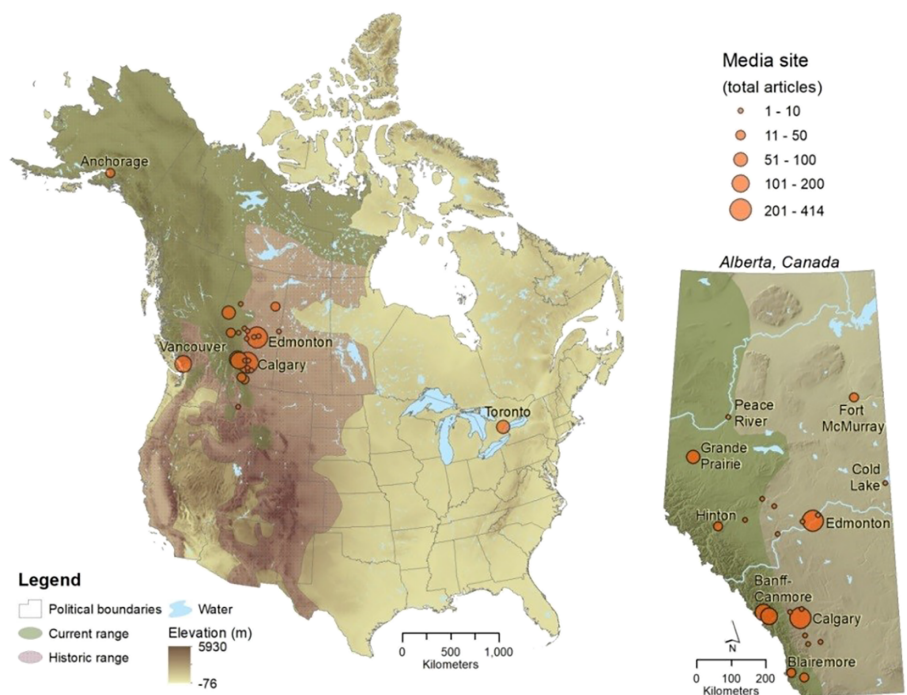 Media site
(total articles)
1 - 10
11 - 50
51 - 100
101 - 200
201 - 414
Anchorage
Vancouver
Edmonton
Calgary
Toronto
Alberta, Canada
Peace
River
Fort
McMurray
Grande
Prairie
Cold
Lake
Hinton
Edmonton
Banff-
Canmore
Calgary
Blairemore
N
0 100 200
Kilometers
Legend
Political boundaries
Water
Current range
Historic range
Elevation (m)
5930
-76
0 500 1,000
Kilometers